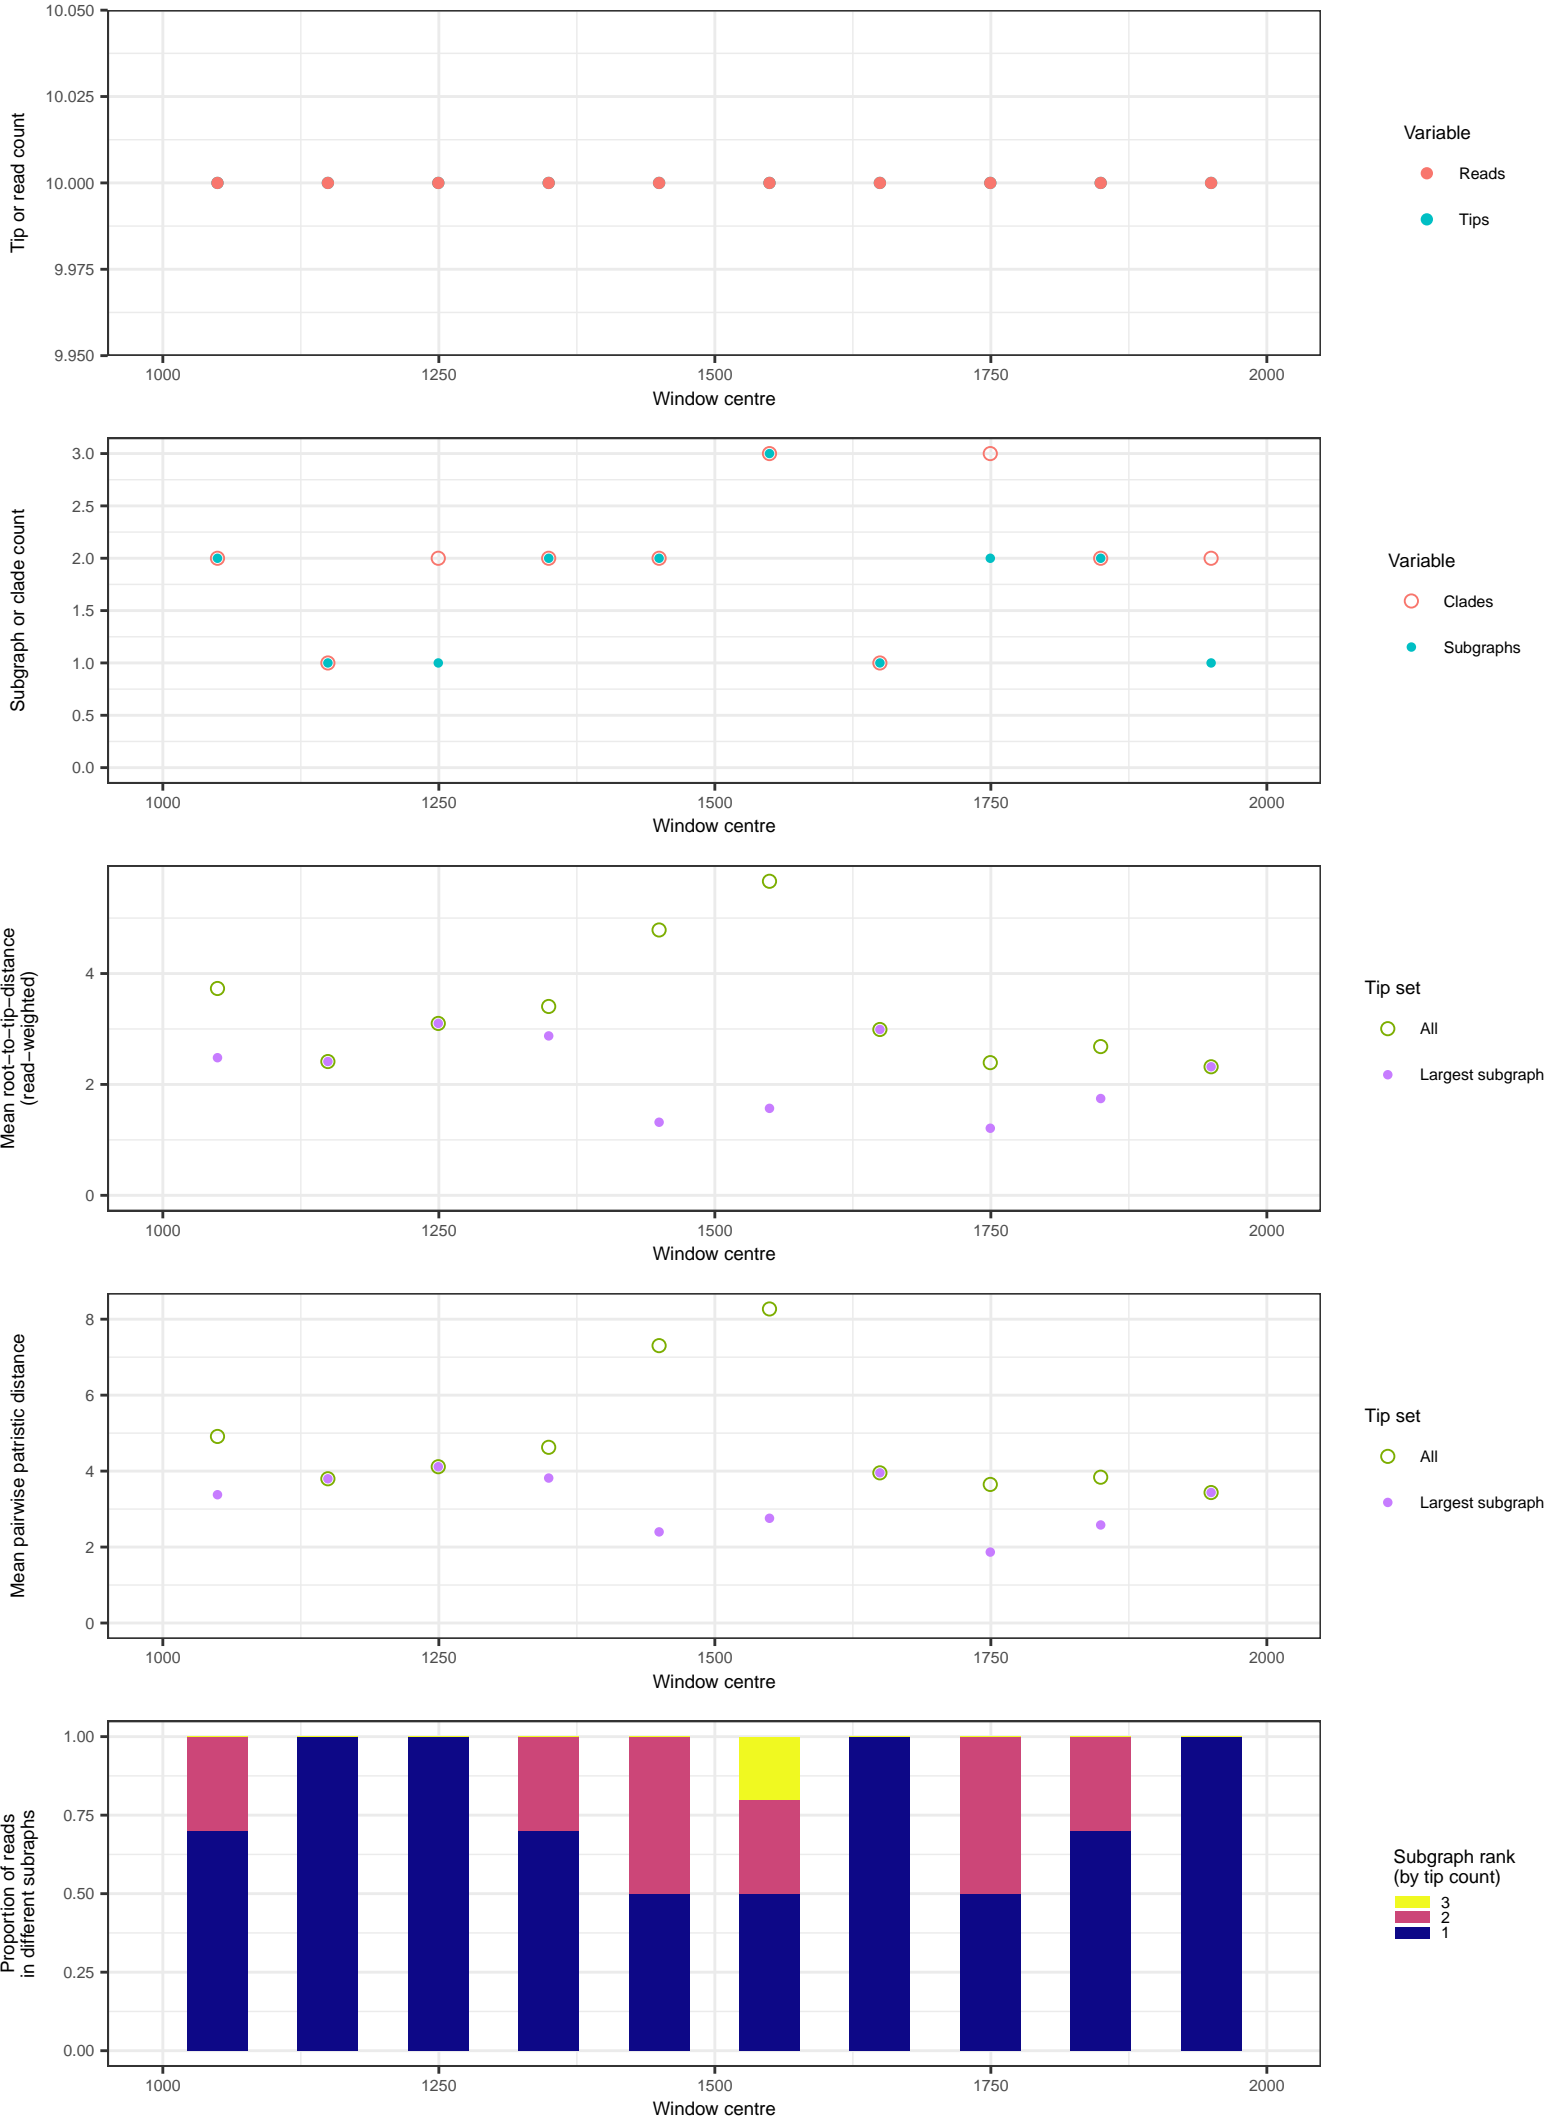 10.050
10.025
10.000
9.975
9.950
Tip or read count
1000 1250 1500 1750 2000
Window centre
Variable
Reads
Tips
3.0
2.5
2.0
1.5
1.0
0.5
0.0
Subgraph or clade count
1000 1250 1500 1750 2000
Window centre
Variable
Clades
Subgraphs
4
2
0
Mean root−to−tip−distance
(read−weighted)
1000 1250 1500 1750 2000
Window centre
Tip set
All
Largest subgraph
8
6
4
2
0
Mean pairwise patristic distance
1000 1250 1500 1750 2000
Window centre
Tip set
All
Largest subgraph
1.00
0.75
0.50
0.25
0.00
Proportion of reads
in different subraphs
1000 1250 1500 1750 2000
Window centre
Subgraph rank
(by tip count)
3
2
1